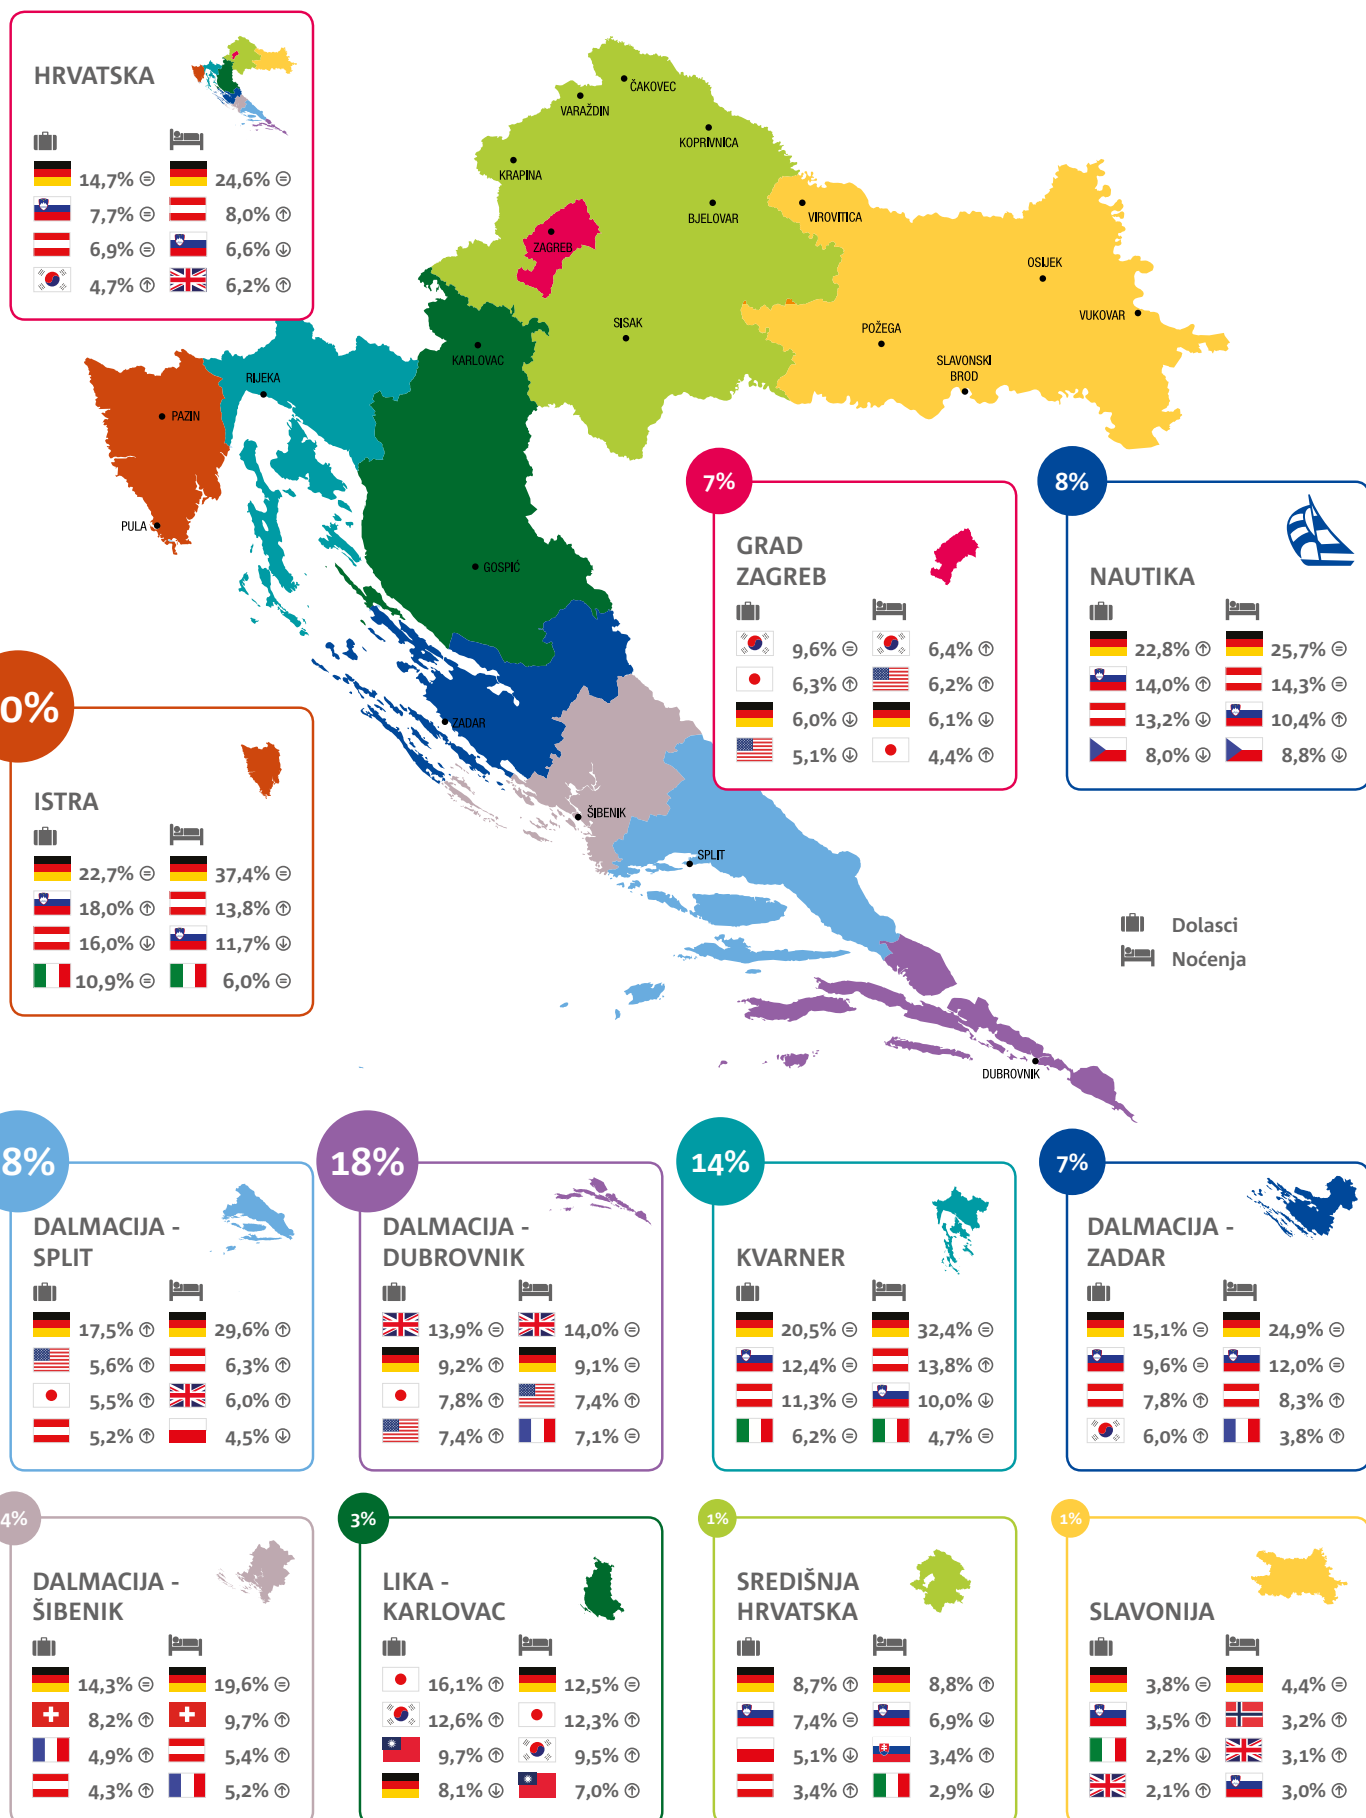 HRVATSKA
14,7% 24,6%
7,7% 8,0%
6,9% 6,6%
4,7% 6,2%
ČAKOVEC
VARAŽDIN
KOPRIVNICA
KRAPINA
BJELOVAR
VIROVITICA
ZAGREB
OSIJEK
VUKOVAR
SISAK
POŽEGA
SLAVONSKI
BROD
KARLOVAC
RIJEKA
PAZIN
PULA
GOSPIĆ
ZADAR
ŠIBENIK
SPLIT
DUBROVNIK
7%
GRAD
ZAGREB
9,6% 6,4%
6,3% 6,2%
6,0% 6,1%
5,1% 4,4%
8%
NAUTIKA
22,8% 25,7%
14,0% 14,3%
13,2% 10,4%
8,0% 8,8%
0%
ISTRA
22,7% 37,4%
18,0% 13,8%
16,0% 11,7%
10,9% 6,0%
Dolasci
Noćenja
8%
DALMACIJA -
SPLIT
17,5% 29,6%
5,6% 6,3%
5,5% 6,0%
5,2% 4,5%
18%
DALMACIJA -
DUBROVNIK
13,9% 14,0%
9,2% 9,1%
7,8% 7,4%
7,4% 7,1%
14%
KVARNER
20,5% 32,4%
12,4% 13,8%
11,3% 10,0%
6,2% 4,7%
7%
DALMACIJA -
ZADAR
15,1% 24,9%
9,6% 12,0%
7,8% 8,3%
6,0% 3,8%
4%
DALMACIJA -
ŠIBENIK
14,3% 19,6%
8,2% 9,7%
4,9% 5,4%
4,3% 5,2%
3%
LIKA -
KARLOVAC
16,1% 12,5%
12,6% 12,3%
9,7% 9,5%
8,1% 7,0%
1%
SREDIŠNJA
HRVATSKA
8,7% 8,8%
7,4% 6,9%
5,1% 3,4%
3,4% 2,9%
1%
SLAVONIJA
3,8% 4,4%
3,5% 3,2%
2,2% 3,1%
2,1% 3,0%